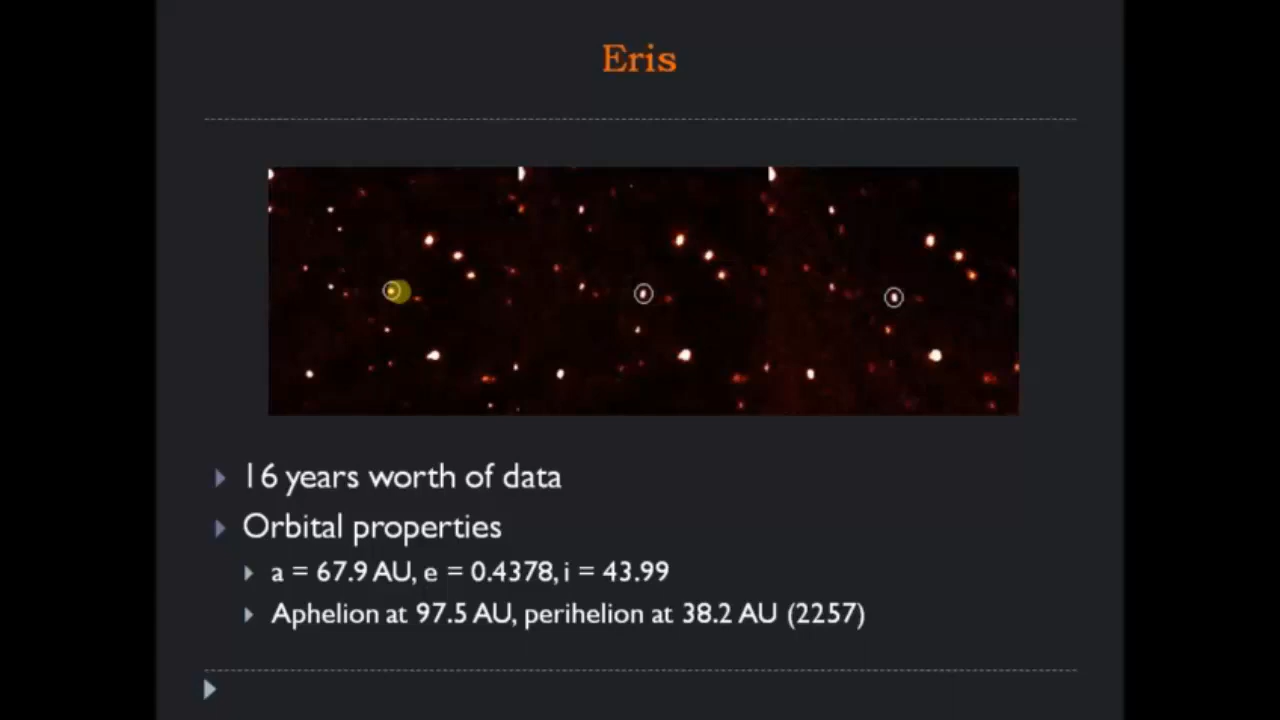 Eris
16 years worth of data
Orbital properties
a = 67.9 AU, e = 0.4378, i = 43.99
Aphelion at 97.5 AU, perihelion at 38.2 AU (2257)